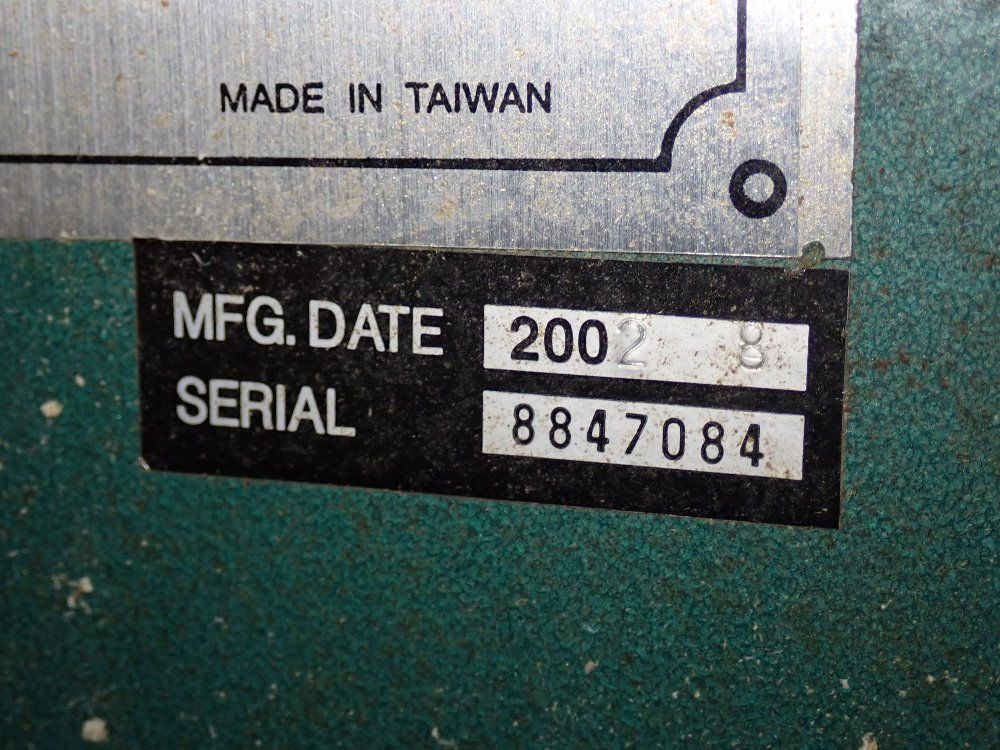 MADE IN TAIWAN
MFG. DATE 2002 8
SERIAL 8847084